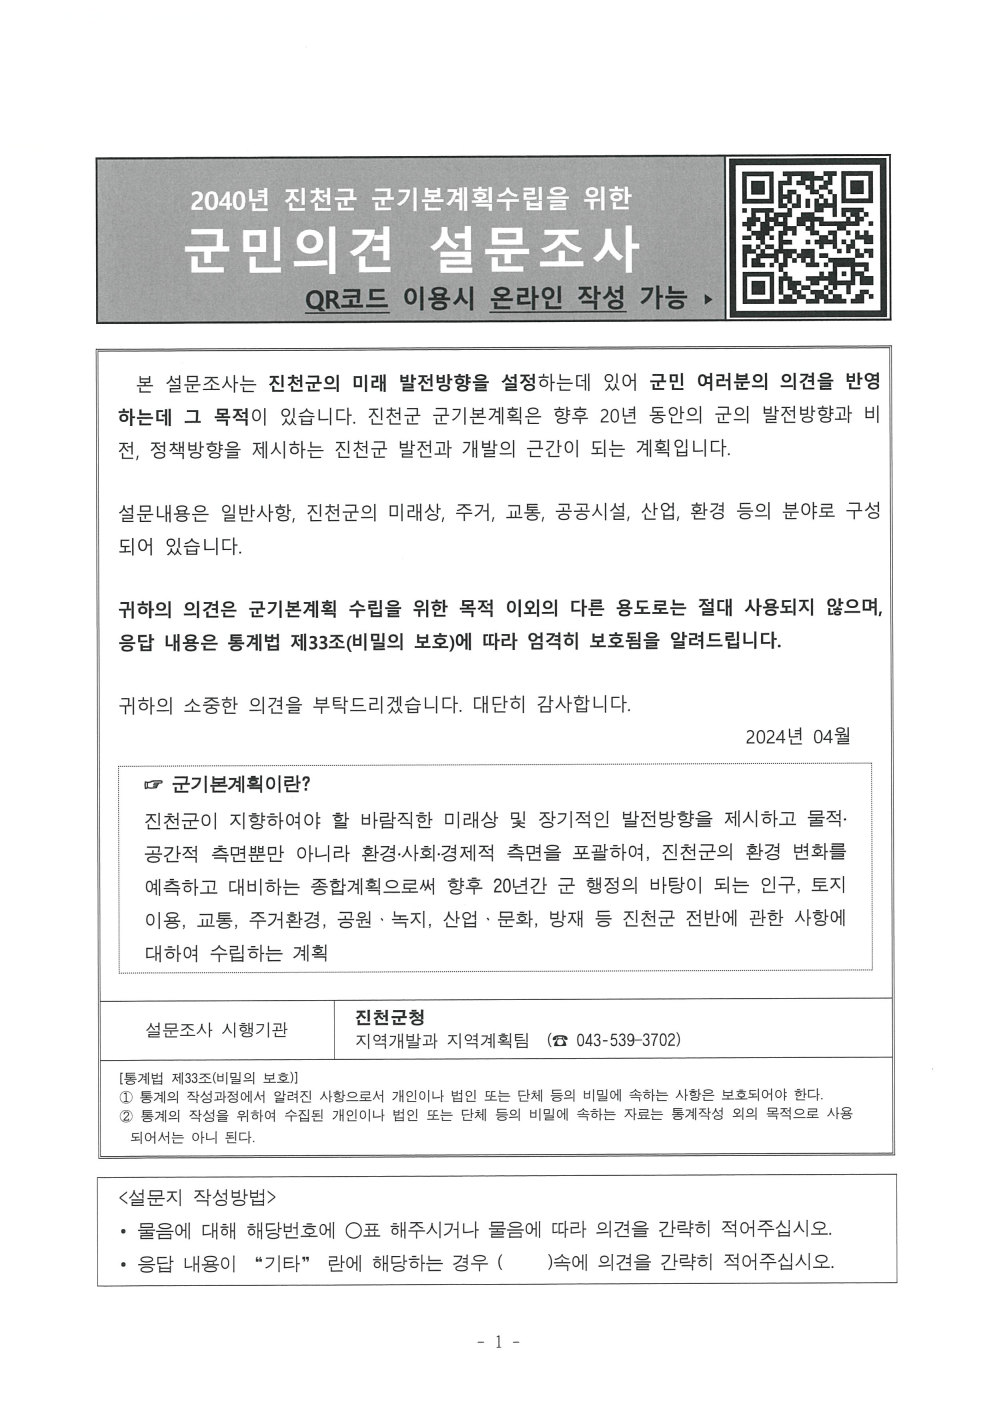 2040년 진천군 군기본계획수립을 위한
군민의견 설문조사
QR코드 이용시 온라인 작성 가능 ▶
본 설문조사는 진천군의 미래 발전방향을 설정하는데 있어 군민 여러분의 의견을 반영
하는데 그 목적이 있습니다. 진천군 군기본계획은 향후 20년 동안의 군의 발전방향과 비
전, 정책방향을 제시하는 진천군 발전과 개발의 근간이 되는 계획입니다.
설문내용은 일반사항, 진천군의 미래상, 주거, 교통, 공공시설, 산업, 환경 등의 분야로 구성
되어 있습니다.
귀하의 의견은 군기본계획 수립을 위한 목적 이외의 다른 용도로는 절대 사용되지 않으며,
응답 내용은 통계법 제33조(비밀의 보호)에 따라 엄격히 보호됨을 알려드립니다.
귀하의 소중한 의견을 부탁드리겠습니다. 대단히 감사합니다.
2024년 04월
☞ 군기본계획이란?
진천군이 지향하여야 할 바람직한 미래상 및 장기적인 발전방향을 제시하고 물적·
공간적 측면뿐만 아니라 환경·사회·경제적 측면을 포괄하여, 진천군의 환경 변화를
예측하고 대비하는 종합계획으로써 향후 20년간 군 행정의 바탕이 되는 인구, 토지
이용, 교통, 주거환경, 공원ㆍ녹지, 산업ㆍ문화, 방재 등 진천군 전반에 관한 사항에
대하여 수립하는 계획
설문조사 시행기관
진천군청
지역개발과 지역계획팀 (☎ 043-539-3702)
[통계법 제33조(비밀의 보호)]
① 통계의 작성과정에서 알려진 사항으로서 개인이나 법인 또는 단체 등의 비밀에 속하는 사항은 보호되어야 한다.
② 통계의 작성을 위하여 수집된 개인이나 법인 또는 단체 등의 비밀에 속하는 자료는 통계작성 외의 목적으로 사용
되어서는 아니 된다.
<설문지 작성방법>
• 물음에 대해 해당번호에 ○표 해주시거나 물음에 따라 의견을 간략히 적어주십시오.
• 응답 내용이 “기타” 란에 해당하는 경우 (    )속에 의견을 간략히 적어주십시오.
- 1 -